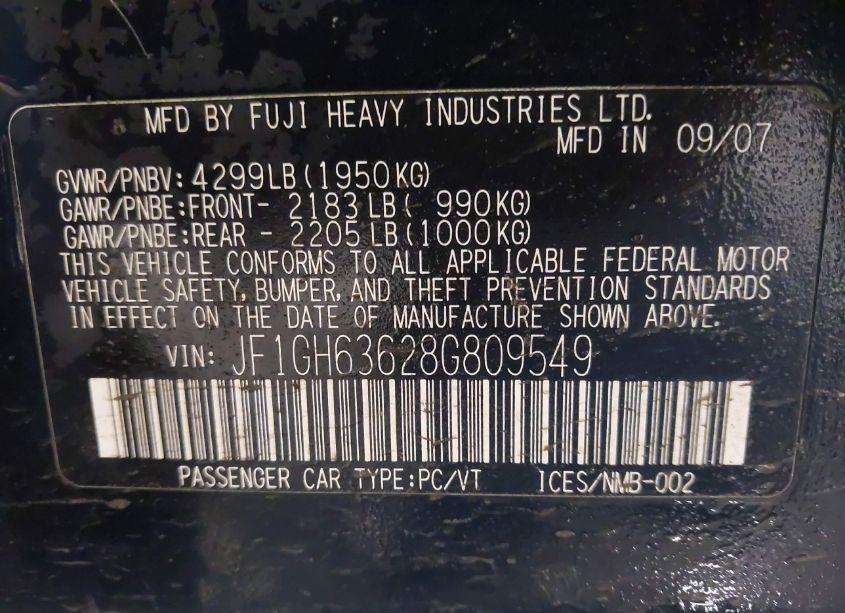 MFD BY FUJI HEAVY INDUSTRIES LTD.
MFD IN 09/07
GVWR/PNBV: 4299LB (1950KG)
GAWR/PNBE:FRONT- 2183 LB ( 990KG)
GAWR/PNBE:REAR - 2205 LB (1000KG)
THIS VEHICLE CONFORMS TO ALL APPLICABLE FEDERAL MOTOR
VEHICLE SAFETY, BUMPER, AND THEFT PREVENTION STANDARDS
IN EFFECT ON THE DATE OF MANUFACTURE SHOWN ABOVE.
VIN: JF1GH63628G809549
PASSENGER CAR TYPE:PC/VT ICES/NMB-002